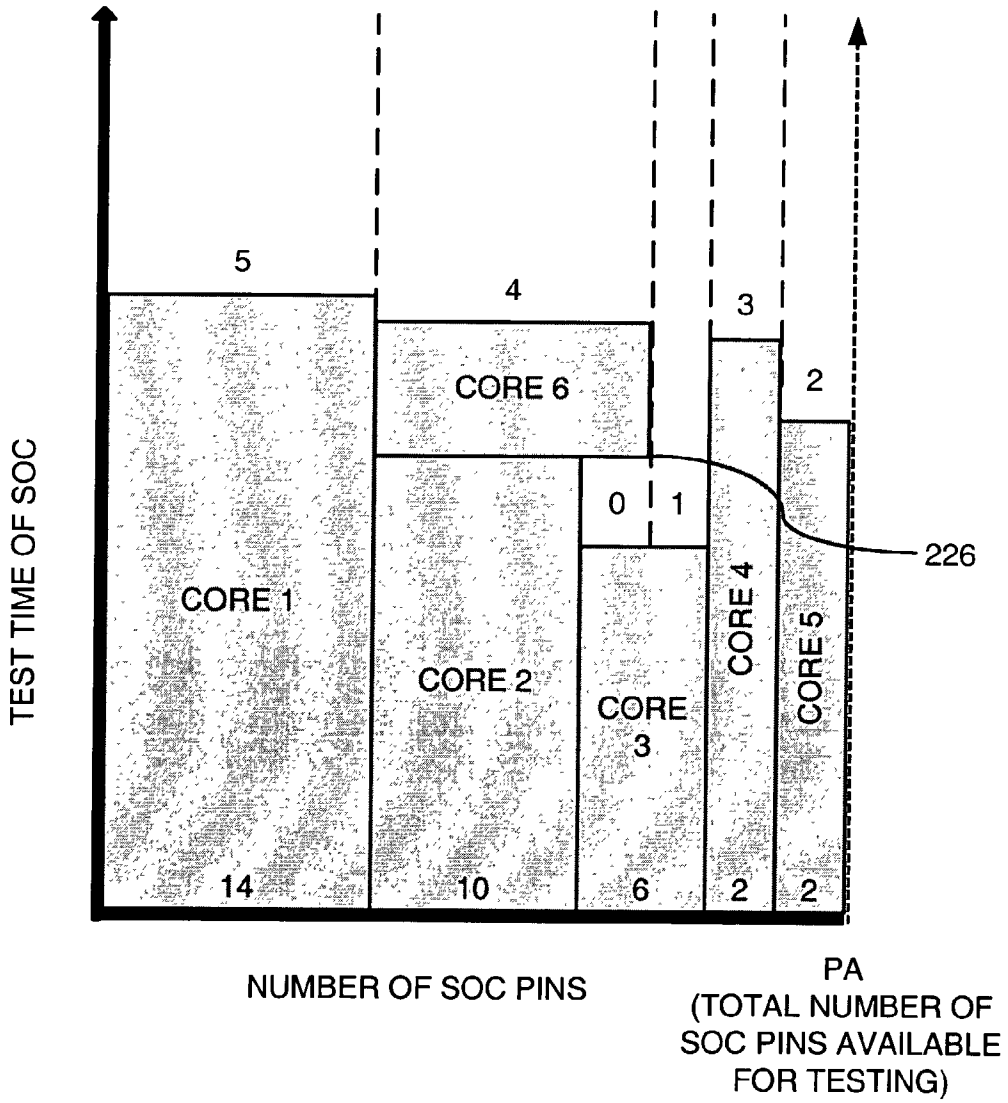 5
4
3
2
CORE 6
0 1
226
TEST TIME OF SOC
CORE 1
CORE 2
CORE
3
CORE 4
CORE 5
14
10
6
2
2
NUMBER OF SOC PINS
PA
(TOTAL NUMBER OF
SOC PINS AVAILABLE
FOR TESTING)